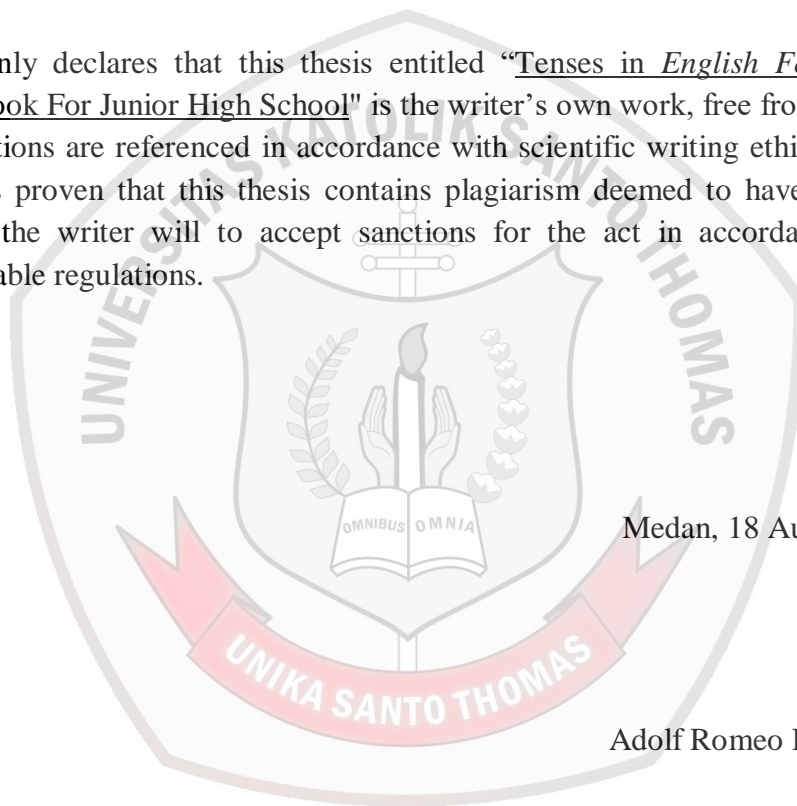 nly declares that this thesis entitled “Tenses in English Fo
ook For Junior High School" is the writer’s own work, free fro
tions are referenced in accordance with scientific writing ethi
s proven that this thesis contains plagiarism deemed to have
the writer will to accept sanctions for the act in accorda
able regulations.
UNIVERSITAS KATOLIK SANTO THOMAS
OMNIBUS OMNIA
Medan, 18 Au
UNIKA SANTO THOMAS
Adolf Romeo